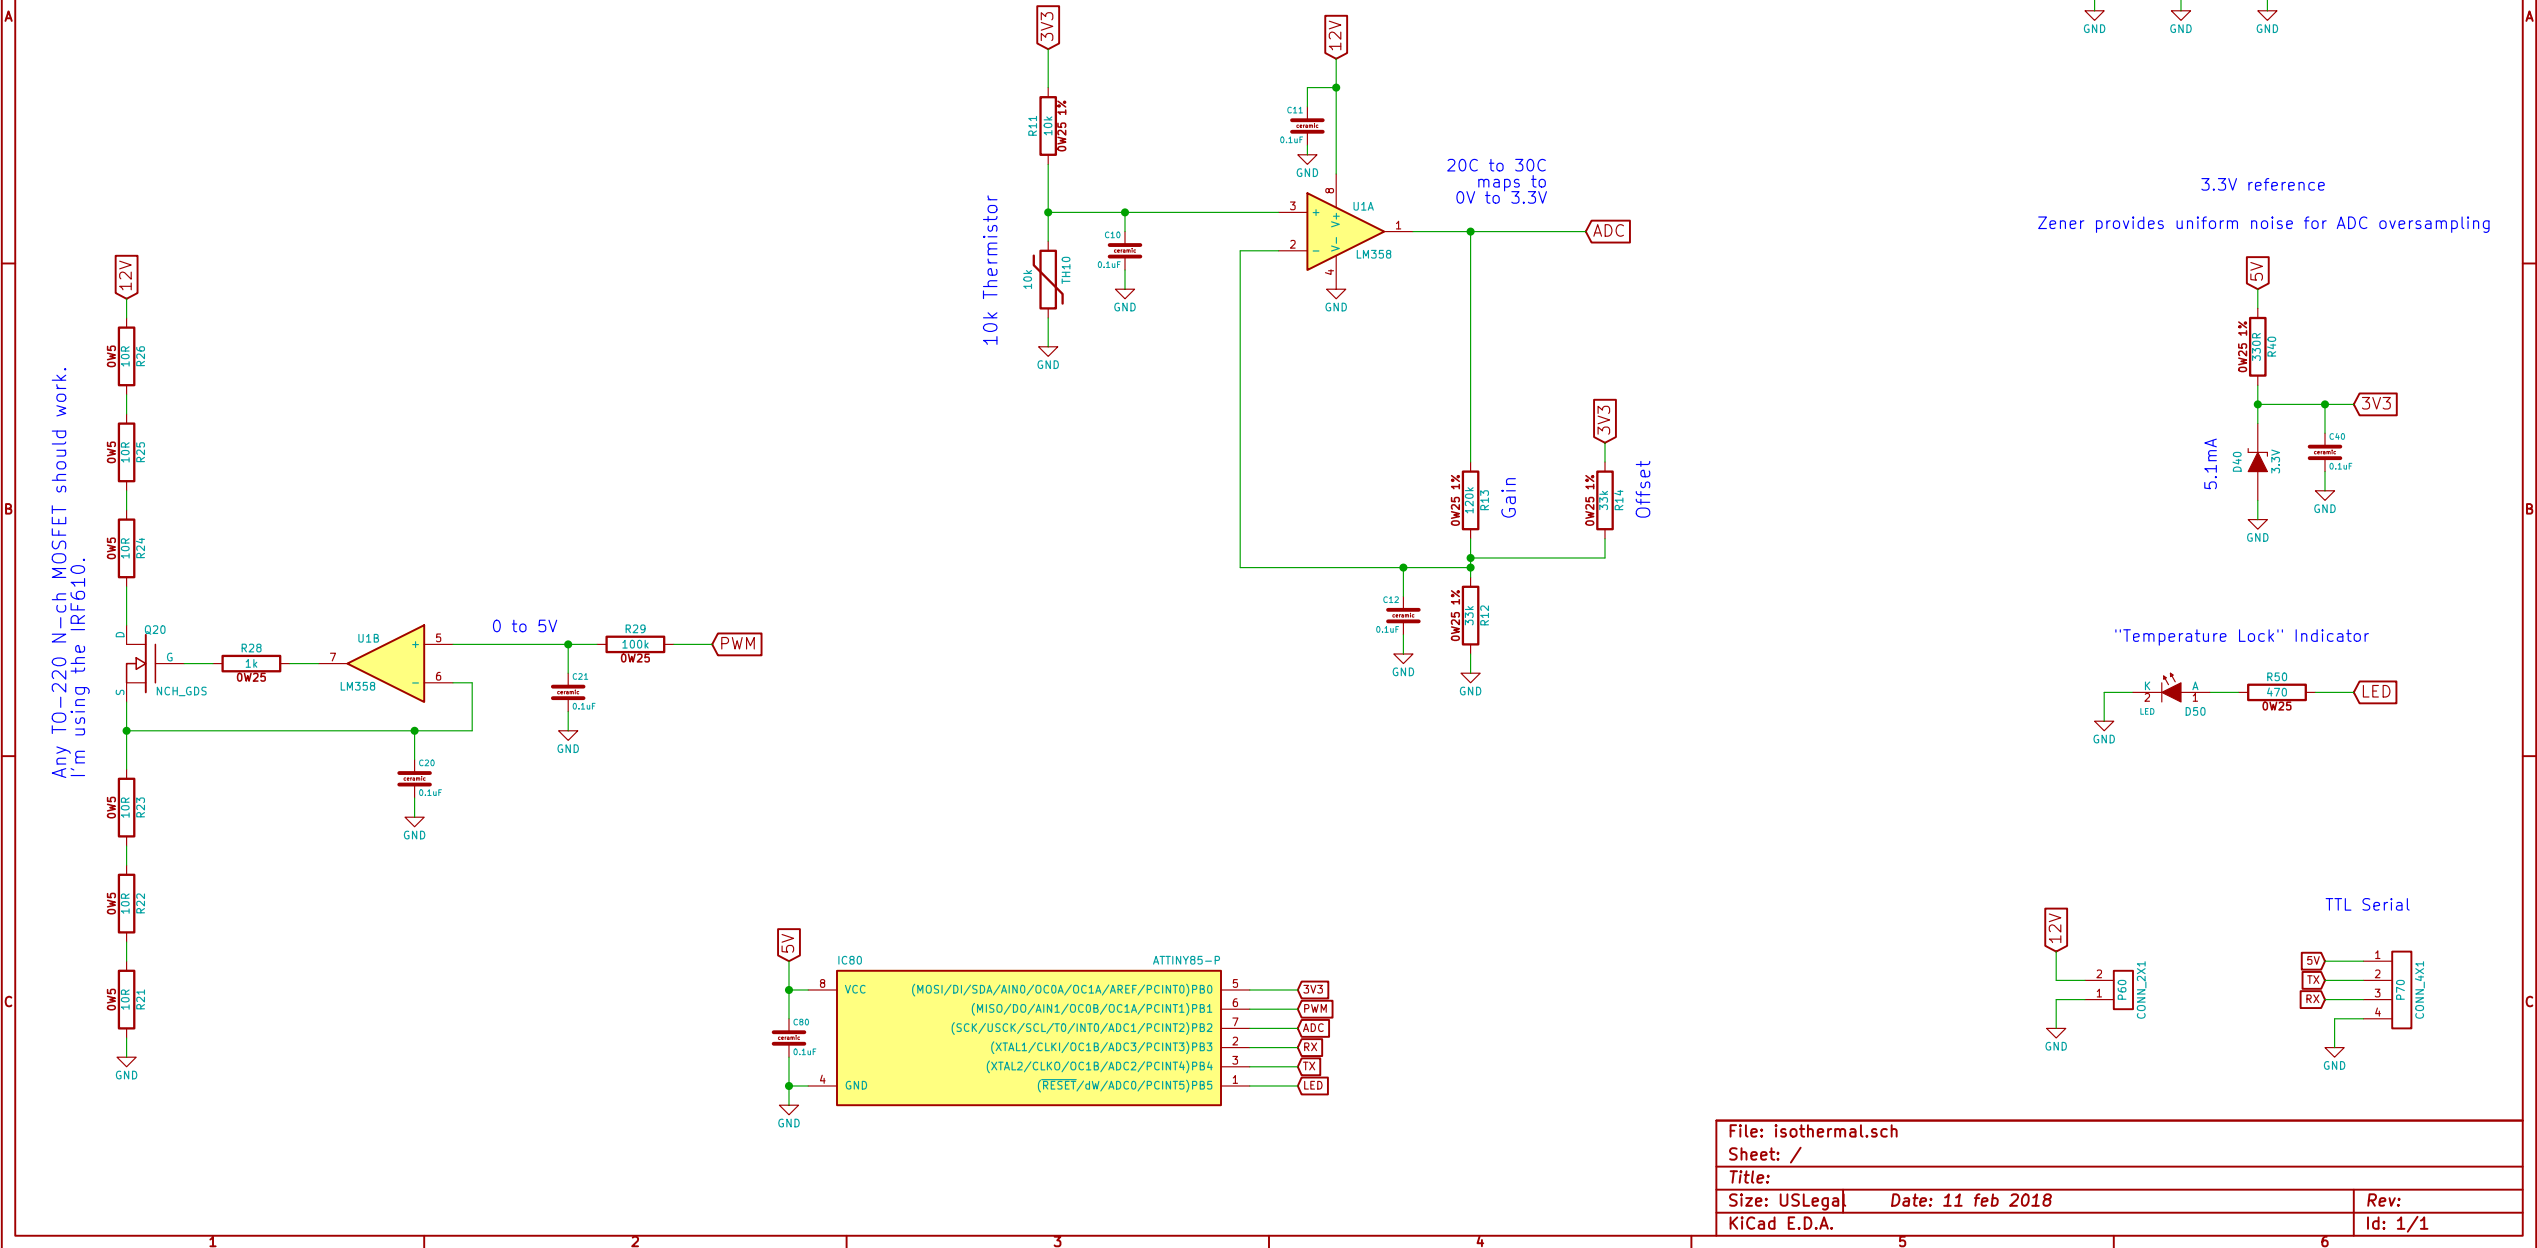 A
A
GND
GND
GND
3V3
12V
R11
10k
0W25 1%
C11
ceramic
0.1uF
GND
20C to 30C
maps to
0V to 3.3V
3.3V reference
Zener provides uniform noise for ADC oversampling
10k Thermistor
3
+
8
V+
U1A
2
−
V-
4
LM358
1
ADC
GND
C10
ceramic
0.1uF
GND
10k
TH10
GND
12V
0W5
10R
R26
0W5
10R
R25
0W5
10R
R24
Any TO-220 N-ch MOSFET should work.
I'm using the IRF610.
5V
0W25 1%
330R
R40
3V3
5.1mA
D40
3.3V
C40
ceramic
0.1uF
GND
GND
3V3
0W25 1%
120k
R13
Gain
0W25 1%
33k
R14
Offset
B
B
C12
ceramic
0.1uF
GND
0W25 1%
33k
R12
GND
D
Q20
G
S
NCH_GDS
R28
1k
0W25
7
U1B
LM358
+
5
−
6
0 to 5V
R29
100k
0W25
PWM
C21
ceramic
0.1uF
GND
C20
ceramic
0.1uF
GND
"Temperature Lock" Indicator
K
2
LED
A
1
D50
R50
470
0W25
LED
GND
0W5
10R
R23
0W5
10R
R22
0W5
10R
R21
GND
5V
IC80
ATTINY85-P
8
VCC
(MOSI/DI/SDA/AIN0/OC0A/OC1A/AREF/PCINT0)PB0
5
3V3
(MISO/DO/AIN1/OC0B/OC1A/PCINT1)PB1
6
PWM
(SCK/USCK/SCL/T0/INT0/ADC1/PCINT2)PB2
7
ADC
(XTAL1/CLKI/OC1B/ADC3/PCINT3)PB3
2
RX
(XTAL2/CLKO/OC1B/ADC2/PCINT4)PB4
3
TX
4
GND
(RESET/dW/ADC0/PCINT5)PB5
1
LED
C80
ceramic
0.1uF
GND
12V
2
1
P60
CONN_2X1
GND
TTL Serial
5V
1
TX
2
RX
3
4
P70
CONN_4X1
GND
C
C
File: isothermal.sch
Sheet: /
Title:
Size: USLegal
Date: 11 feb 2018
Rev:
KiCad E.D.A.
Id: 1/1
1
2
3
4
5
6